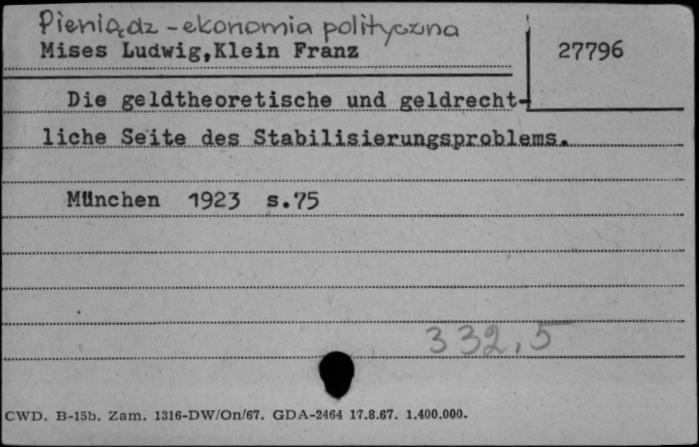 Pieniądz - ekonomia polityczna
Mises Ludwig,Klein Franz
27796
Die geldtheoretische und geldrecht-
liche Seite des Stabilisierungsproblems.
München 1923 s.75
332,5
CWD. B-15b. Zam. 1316-DW/On/67. GDA-2464 17.8.67. 1.400.000.